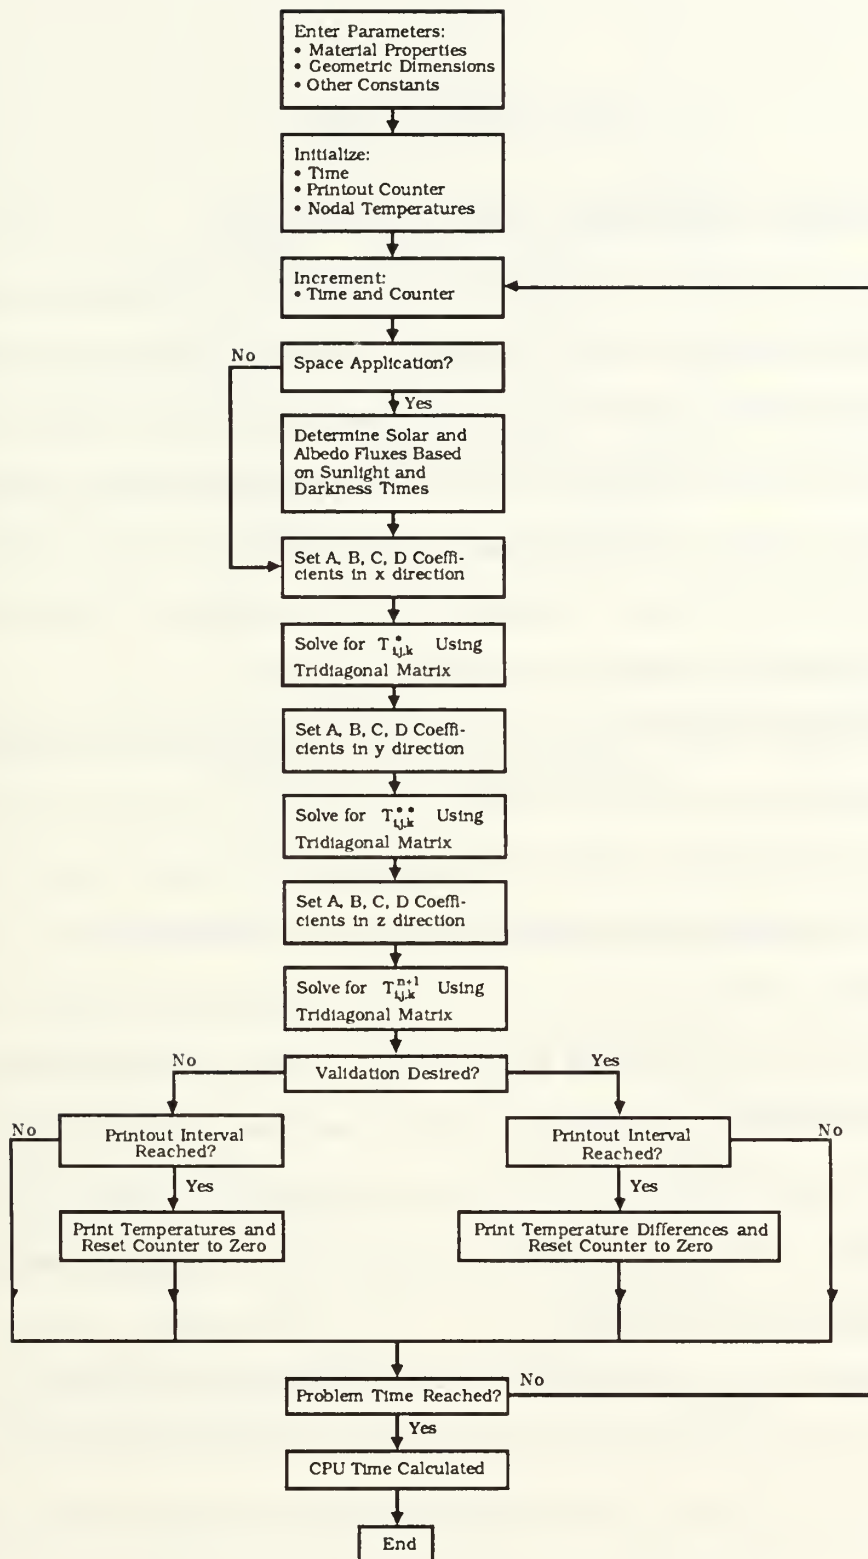 Enter Parameters:
• Material Properties
• Geometric Dimensions
• Other Constants
Initialize:
• Time
• Printout Counter
• Nodal Temperatures
Increment:
• Time and Counter
No
Space Application?
Yes
Determine Solar and
Albedo Fluxes Based
on Sunlight and
Darkness Times
Set A, B, C, D Coeffi-
cients in x direction
Solve for T*i,j,k Using
Tridiagonal Matrix
Set A, B, C, D Coeffi-
cients in y direction
Solve for T**i,j,k Using
Tridiagonal Matrix
Set A, B, C, D Coeffi-
cients in z direction
Solve for Tn+1i,j,k Using
Tridiagonal Matrix
No
Validation Desired?
Yes
No
Printout Interval
Reached?
Printout Interval
Reached?
No
Yes
Yes
Print Temperatures and
Reset Counter to Zero
Print Temperature Differences and
Reset Counter to Zero
Problem Time Reached?
No
Yes
CPU Time Calculated
End